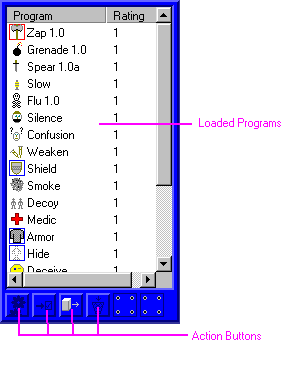 Program Rating
Zap 1.0 1
Grenade 1.0 1
Spear 1.0a 1
Slow 1
Flu 1.0 1
Silence 1
Confusion 1
Weaken 1
Shield 1
Smoke 1
Decoy 1
Medic 1
Armor 1
Hide 1
Deceive 1
Loaded Programs
Action Buttons